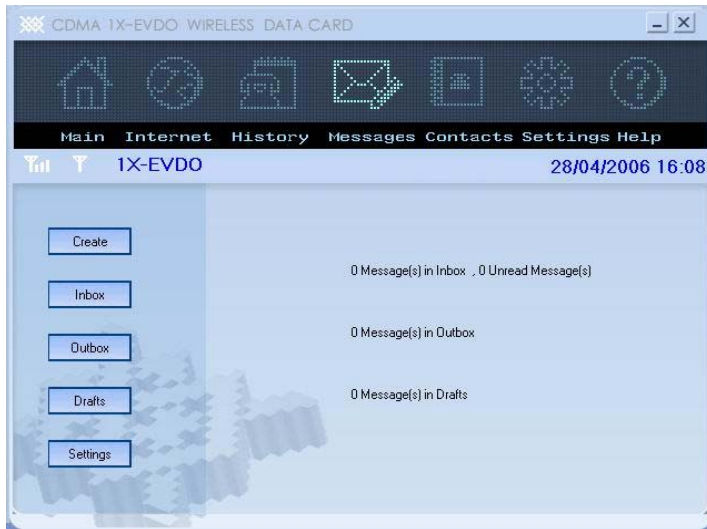 CDMA 1X-EVDO WIRELESS DATA CARD
Main Internet History Messages Contacts Settings Help
1X-EVDO 28/04/2006 16:08
Create
0 Message(s) in Inbox , 0 Unread Message(s)
Inbox
0 Message(s) in Outbox
Outbox
0 Message(s) in Drafts
Drafts
Settings